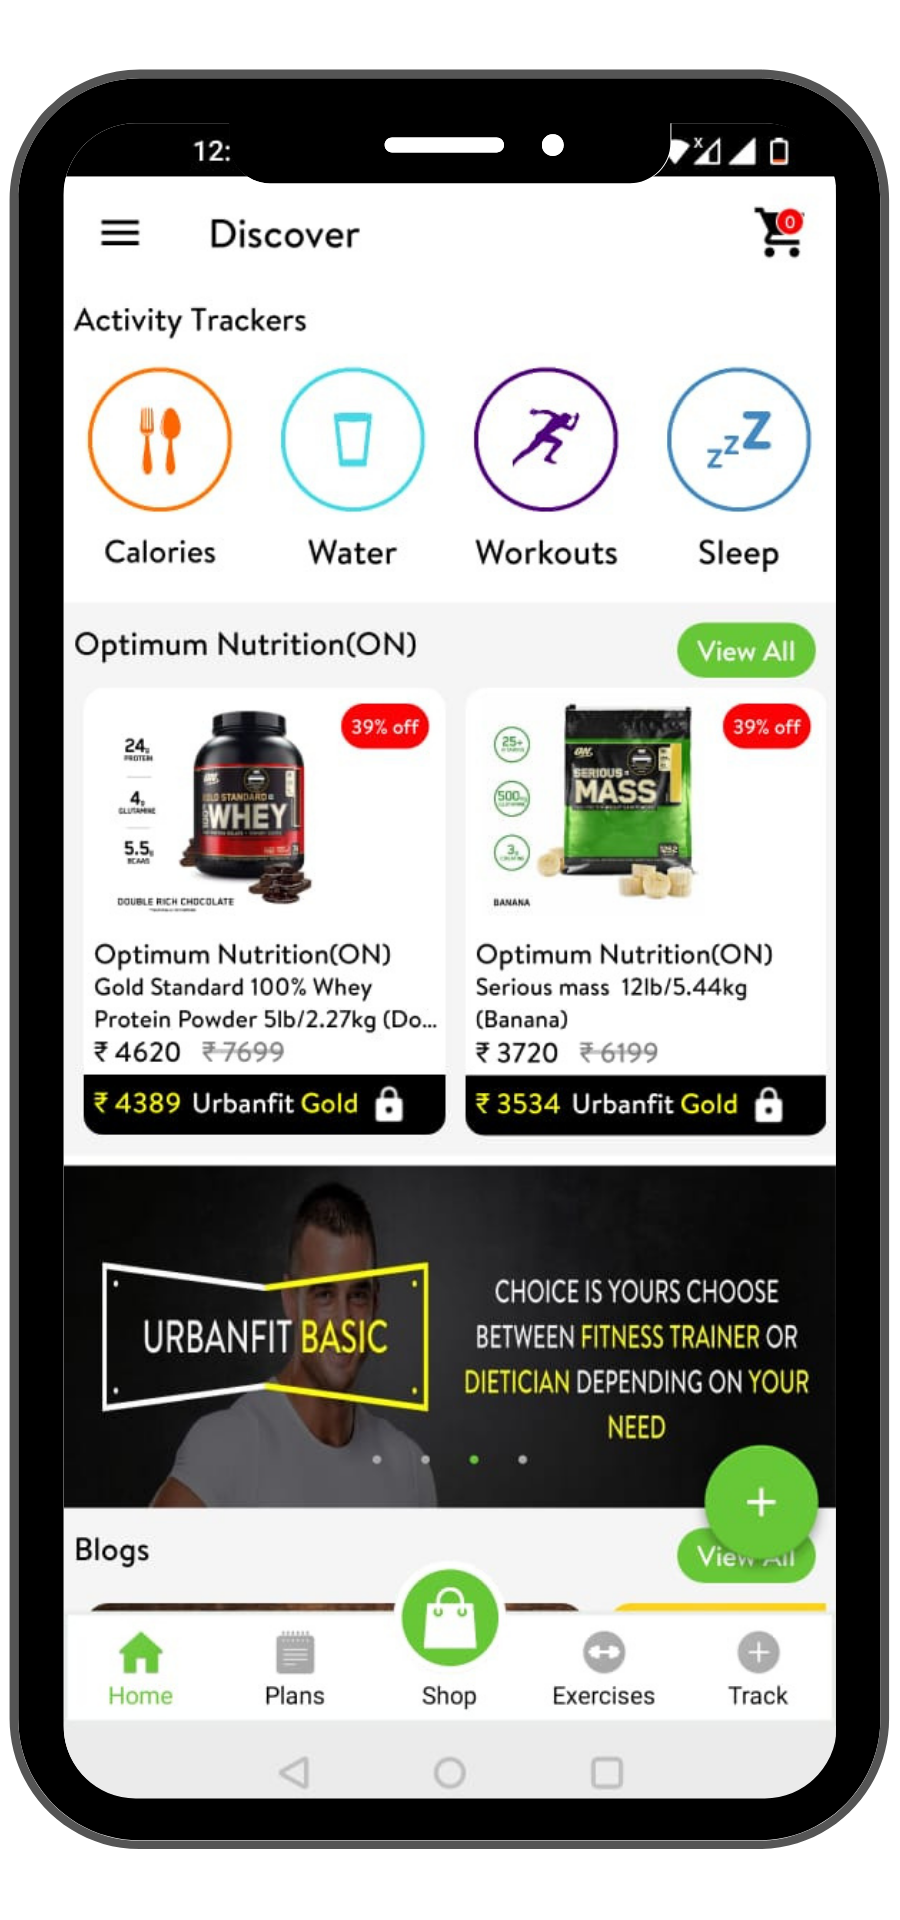 12:
Discover
0
Activity Trackers
Calories
Water
Workouts
Sleep
Optimum Nutrition(ON)
View All
39% off
24g
PROTEIN
4g
GLUTAMINE
5.5g
BCAAS
DOUBLE RICH CHOCOLATE
ON
GOLD STANDARD
100%
WHEY
39% off
25+
500mg
3g
BANANA
ON
SERIOUS
MASS
Optimum Nutrition(ON)
Gold Standard 100% Whey
Protein Powder 5lb/2.27kg (Do...
₹ 4620 ₹ 7699
₹ 4389 Urbanfit Gold
Optimum Nutrition(ON)
Serious mass 12lb/5.44kg
(Banana)
₹ 3720 ₹ 6199
₹ 3534 Urbanfit Gold
URBANFIT BASIC
CHOICE IS YOURS CHOOSE
BETWEEN FITNESS TRAINER OR
DIETICIAN DEPENDING ON YOUR
NEED
Blogs
View All
Home
Plans
Shop
Exercises
Track